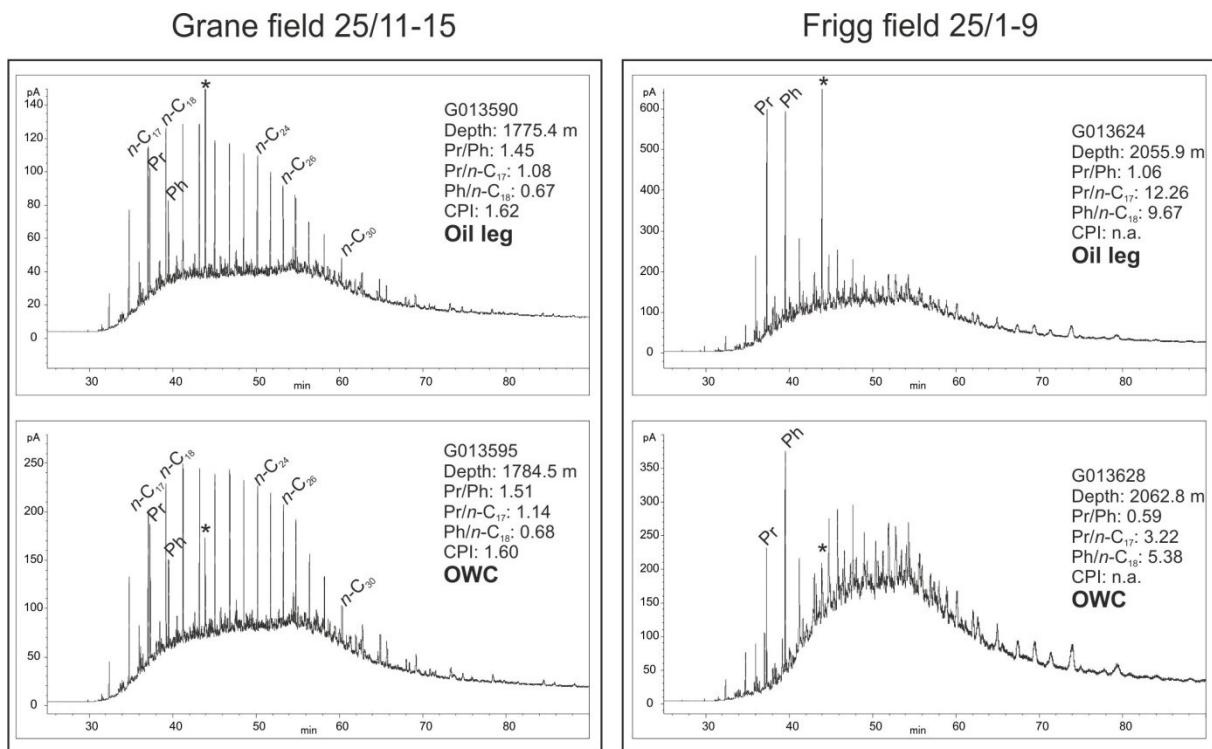 Grane field 25/11-15
Frigg field 25/1-9
pA
140
120
100
80
60
40
20
0
30
40
50
60
70
80
min
n-C₁₇
Pr
n-C₁₈
Ph
*
n-C₂₄
n-C₂₆
n-C₃₀
G013590
Depth: 1775.4 m
Pr/Ph: 1.45
Pr/n-C₁₇: 1.08
Ph/n-C₁₈: 0.67
CPI: 1.62
Oil leg
pA
600
500
400
300
200
100
0
30
40
50
60
70
80
min
Pr
Ph
*
G013624
Depth: 2055.9 m
Pr/Ph: 1.06
Pr/n-C₁₇: 12.26
Ph/n-C₁₈: 9.67
CPI: n.a.
Oil leg
pA
250
200
150
100
50
0
30
40
50
60
70
80
min
n-C₁₇
Pr
n-C₁₈
Ph
*
n-C₂₄
n-C₂₆
n-C₃₀
G013595
Depth: 1784.5 m
Pr/Ph: 1.51
Pr/n-C₁₇: 1.14
Ph/n-C₁₈: 0.68
CPI: 1.60
OWC
pA
350
300
250
200
150
100
50
0
30
40
50
60
70
80
min
Pr
Ph
*
G013628
Depth: 2062.8 m
Pr/Ph: 0.59
Pr/n-C₁₇: 3.22
Ph/n-C₁₈: 5.38
CPI: n.a.
OWC